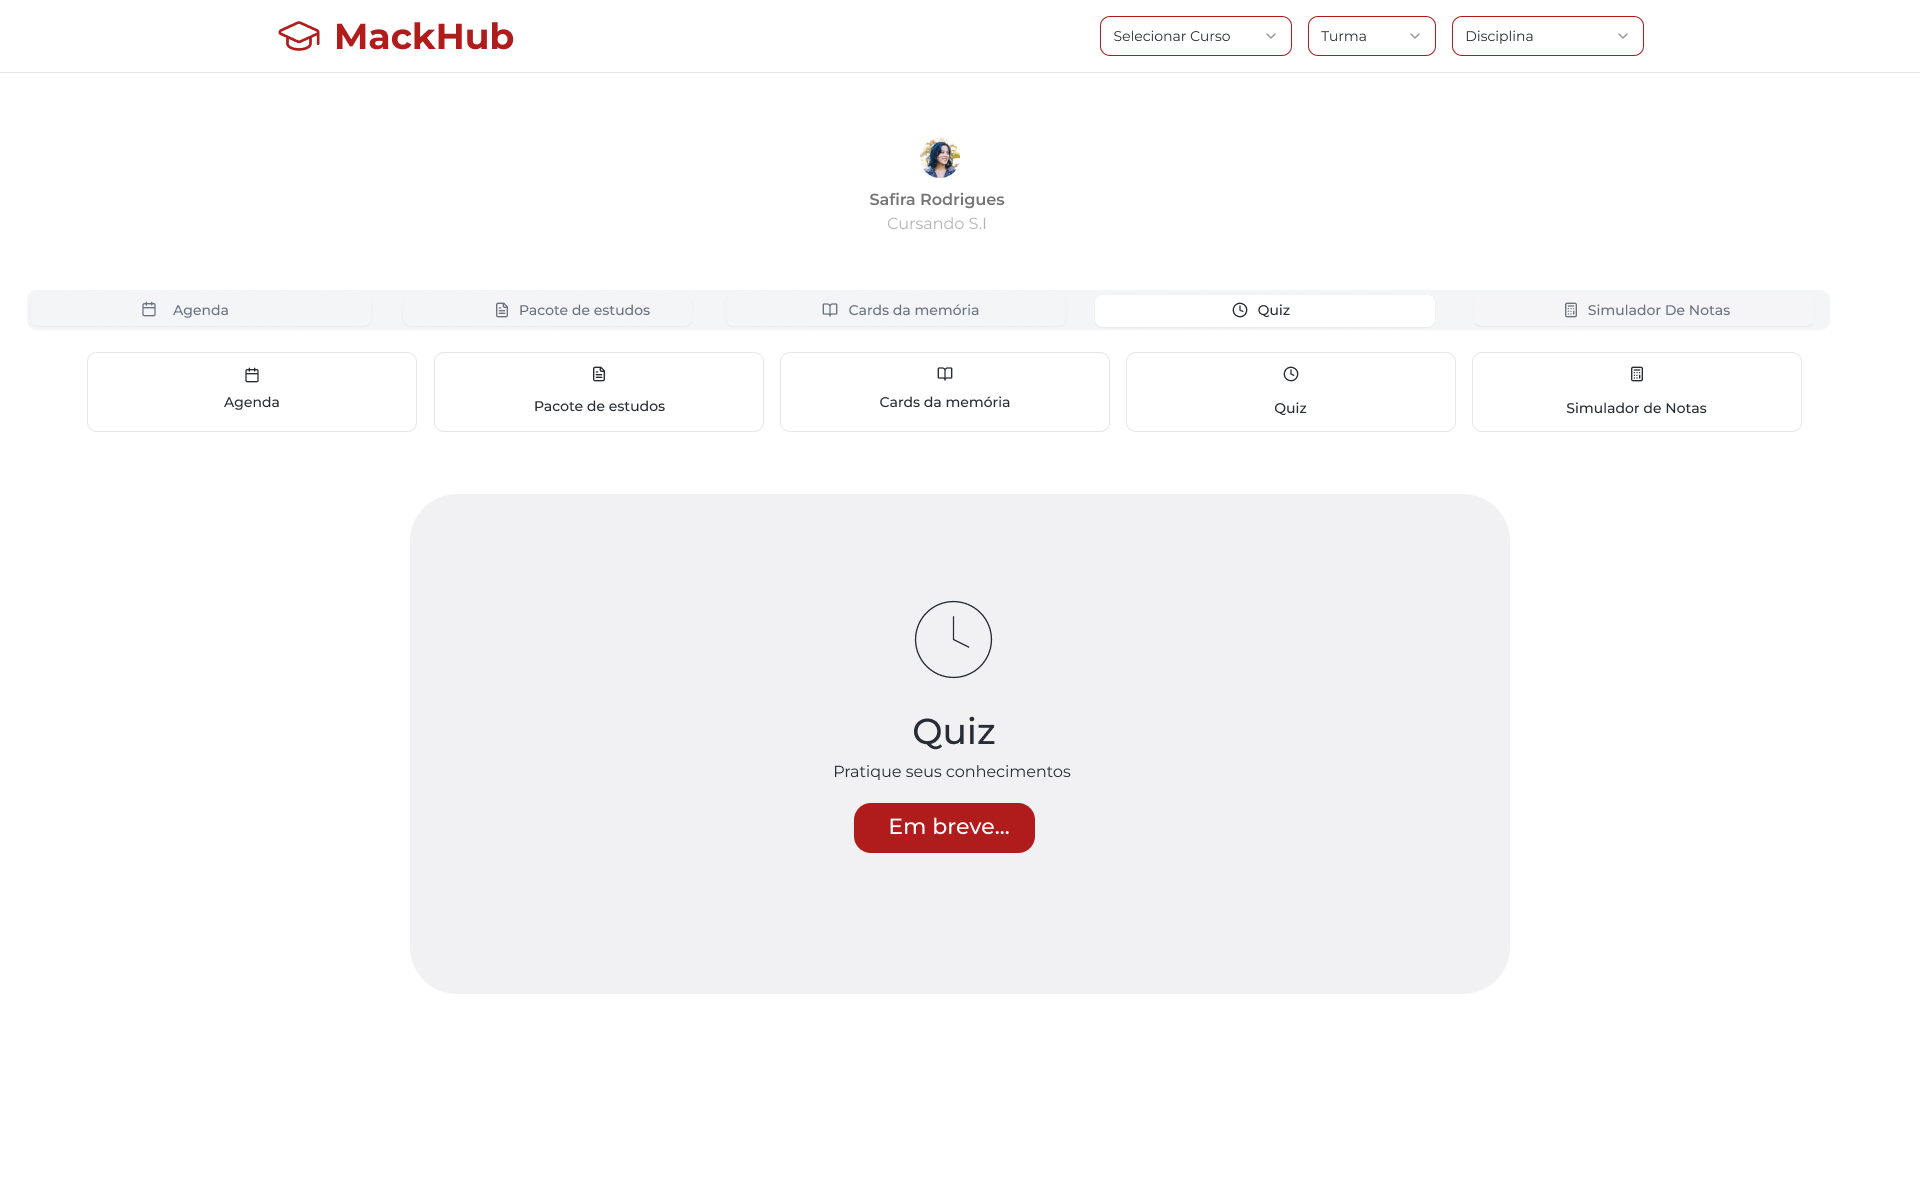 MackHub
Selecionar Curso
Turma
Disciplina
Safira Rodrigues
Cursando S.I
Agenda
Pacote de estudos
Cards da memória
Quiz
Simulador De Notas
Agenda
Pacote de estudos
Cards da memória
Quiz
Simulador de Notas
Quiz
Pratique seus conhecimentos
Em breve...